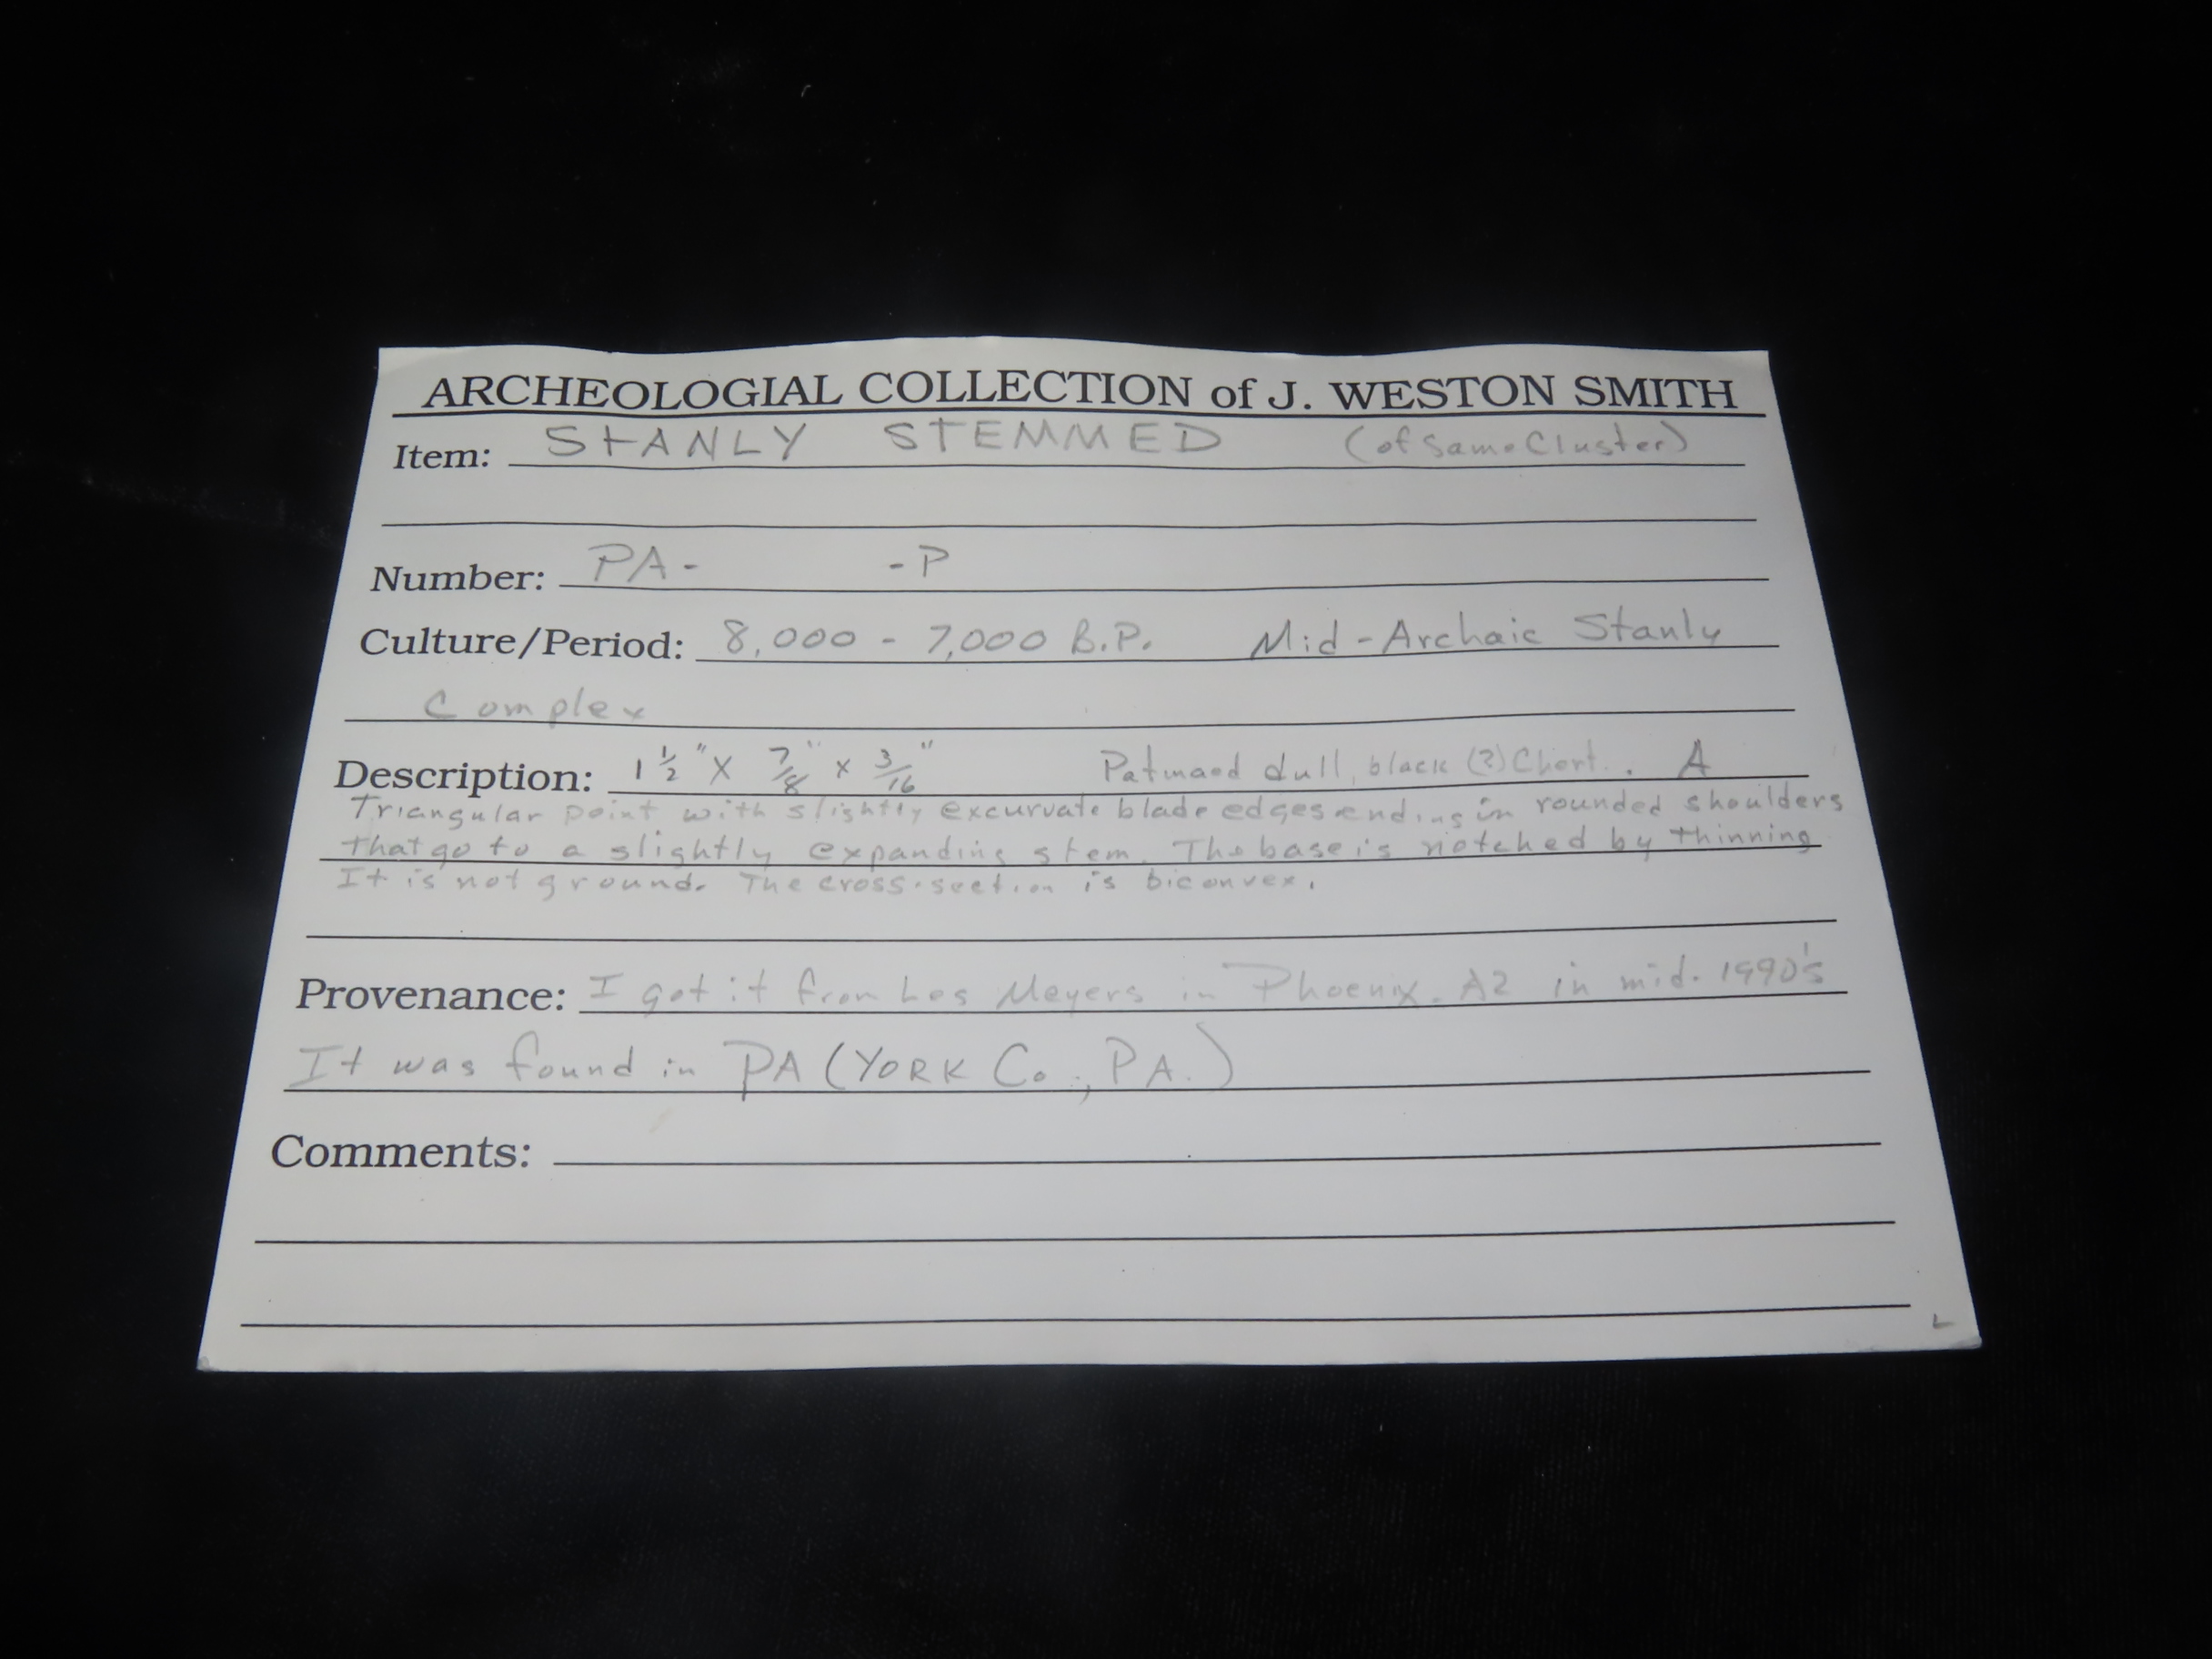 ARCHEOLOGIAL COLLECTION of J. WESTON SMITH
Item: STANLY STEMMED (of Same Cluster)
Number: PA- -P
Culture/Period: 8,000 - 7,000 B.P. Mid-Archaic Stanly
Complex
Description: 1 1/2" X 7/8" x 3/16" Patinaed dull, black (?) Chert. A
Triangular point with slightly excurvate blade edges ending in rounded shoulders
that go to a slightly expanding stem. The base is notched by thinning
It is not ground. The cross-section is biconvex.
Provenance: I got it from Les Meyers in Phoenix, AZ in mid-1990's
It was found in PA (YORK Co., PA.)
Comments: